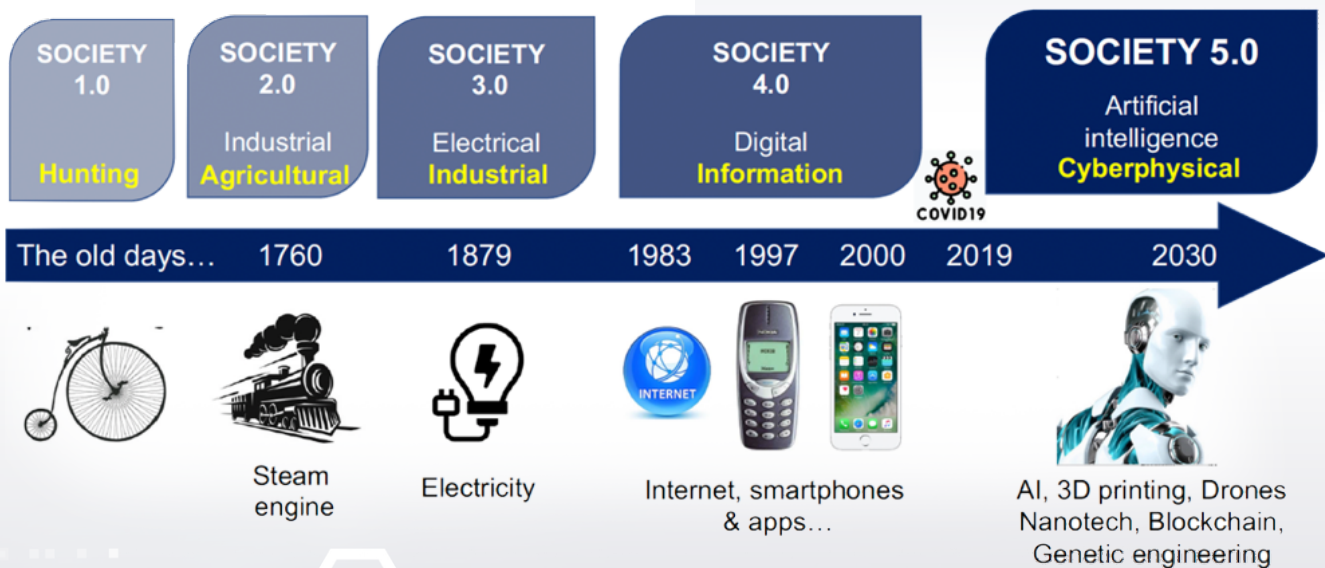 SOCIETY
1.0
Hunting
SOCIETY
2.0
Industrial
Agricultural
SOCIETY
3.0
Electrical
Industrial
SOCIETY
4.0
Digital
Information
COVID19
SOCIETY 5.0
Artificial
intelligence
Cyberphysical
The old days... 1760 1879 1983 1997 2000 2019 2030
Steam
engine
Electricity
INTERNET
Internet, smartphones
& apps...
AI, 3D printing, Drones
Nanotech, Blockchain,
Genetic engineering